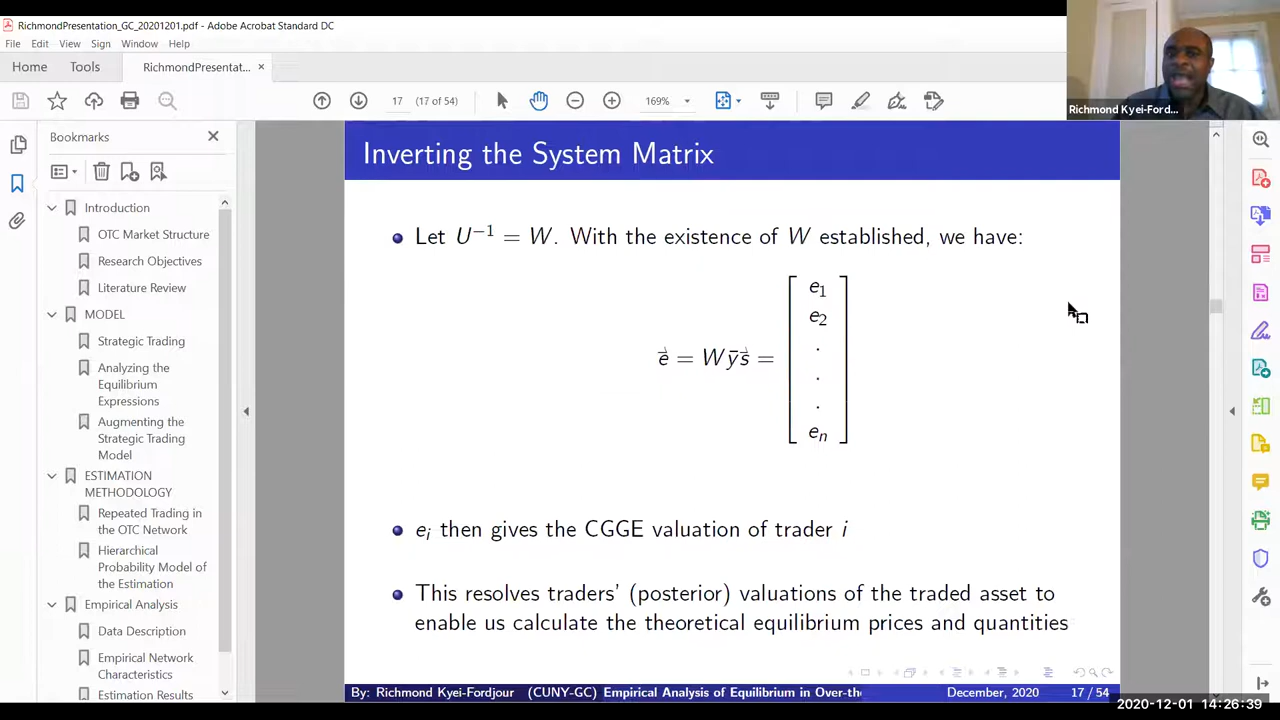 RichmondPresentation_GC_20201201.pdf - Adobe Acrobat Standard DC
File Edit View Sign Window Help
Home Tools RichmondPresentat... ×
17 (17 of 54) 169%
Richmond Kyei-Ford...
Bookmarks
Introduction
OTC Market Structure
Research Objectives
Literature Review
MODEL
Strategic Trading
Analyzing the
Equilibrium
Expressions
Augmenting the
Strategic Trading
Model
ESTIMATION
METHODOLOGY
Repeated Trading in
the OTC Network
Hierarchical
Probability Model of
the Estimation
Empirical Analysis
Data Description
Empirical Network
Characteristics
Estimation Results
Inverting the System Matrix
Let U⁻¹ = W. With the existence of W established, we have:
e₁
e₂
.
e⃗ = W ȳ s⃗ =
.
.
eₙ
eᵢ then gives the CGGE valuation of trader i
This resolves traders' (posterior) valuations of the traded asset to
enable us calculate the theoretical equilibrium prices and quantities
By: Richmond Kyei-Fordjour (CUNY-GC) Empirical Analysis of Equilibrium in Over-the December, 2020 17 / 54
2020-12-01 14:26:39